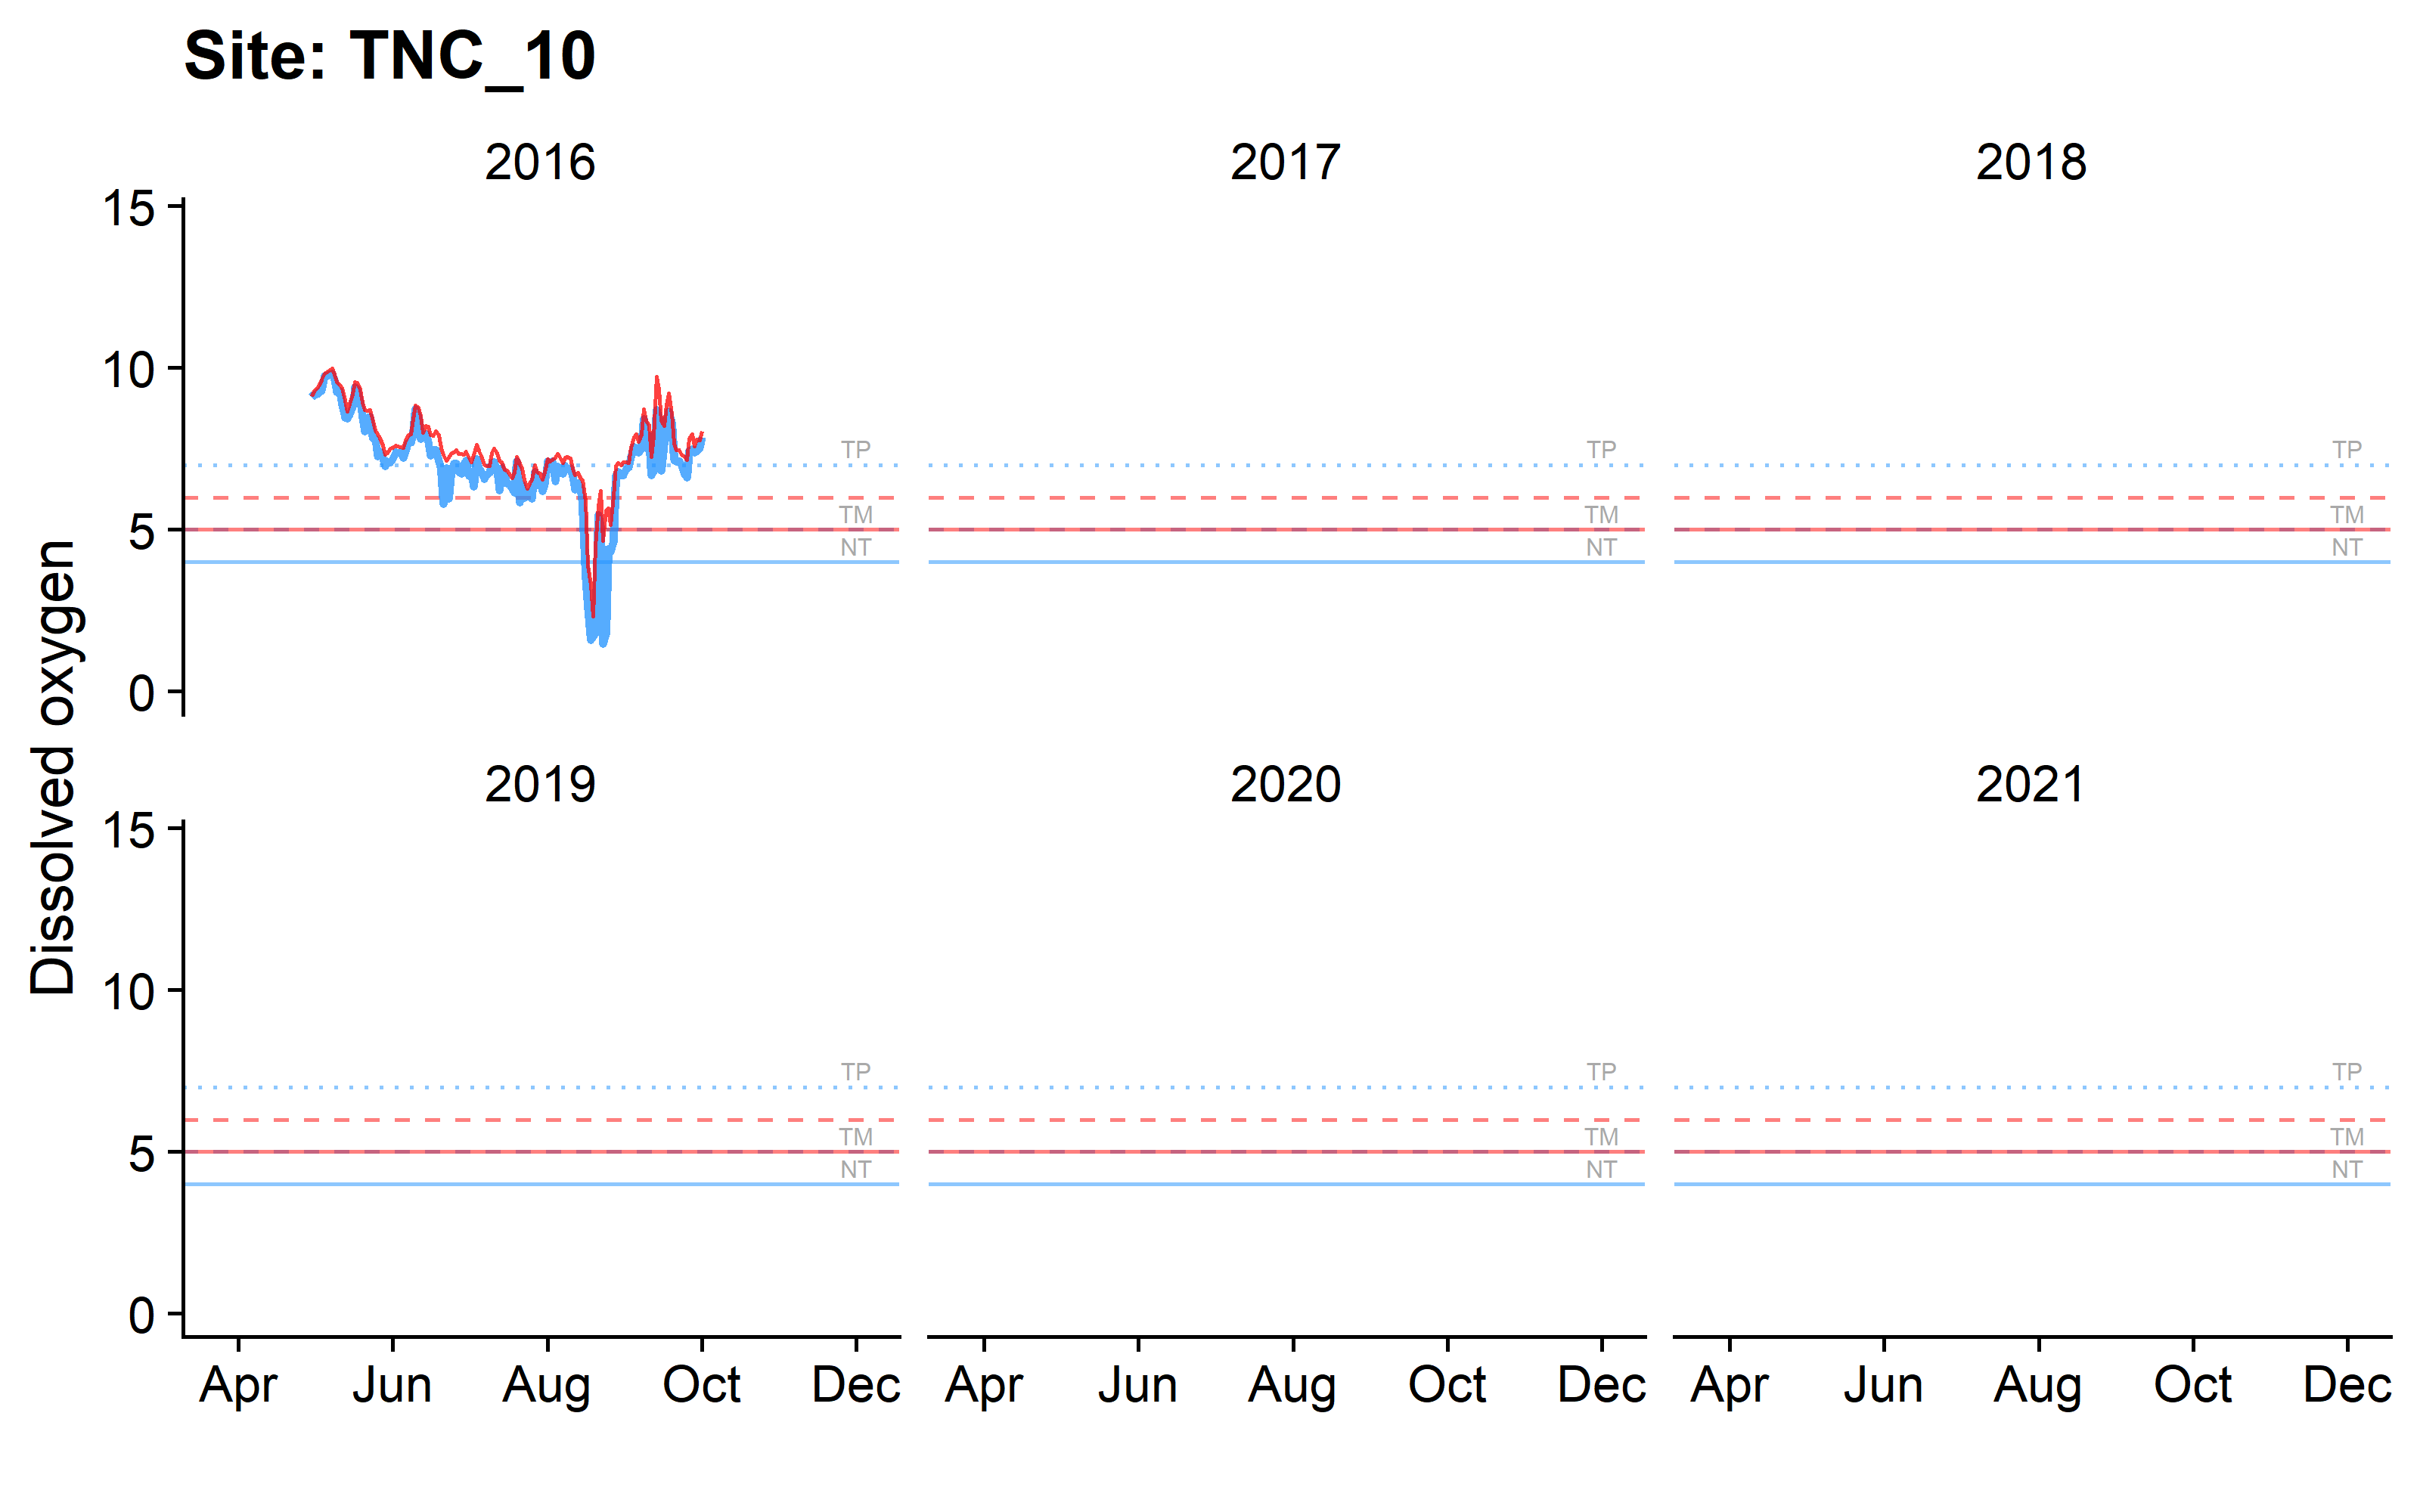 Site: TNC_10
2016 2017 2018
15
10
5
0
TP TP TP
TM TM TM
NT NT NT
Dissolved oxygen
2019 2020 2021
15
10
5
0
TP TP TP
TM TM TM
NT NT NT
Apr Jun Aug Oct Dec Apr Jun Aug Oct Dec Apr Jun Aug Oct Dec